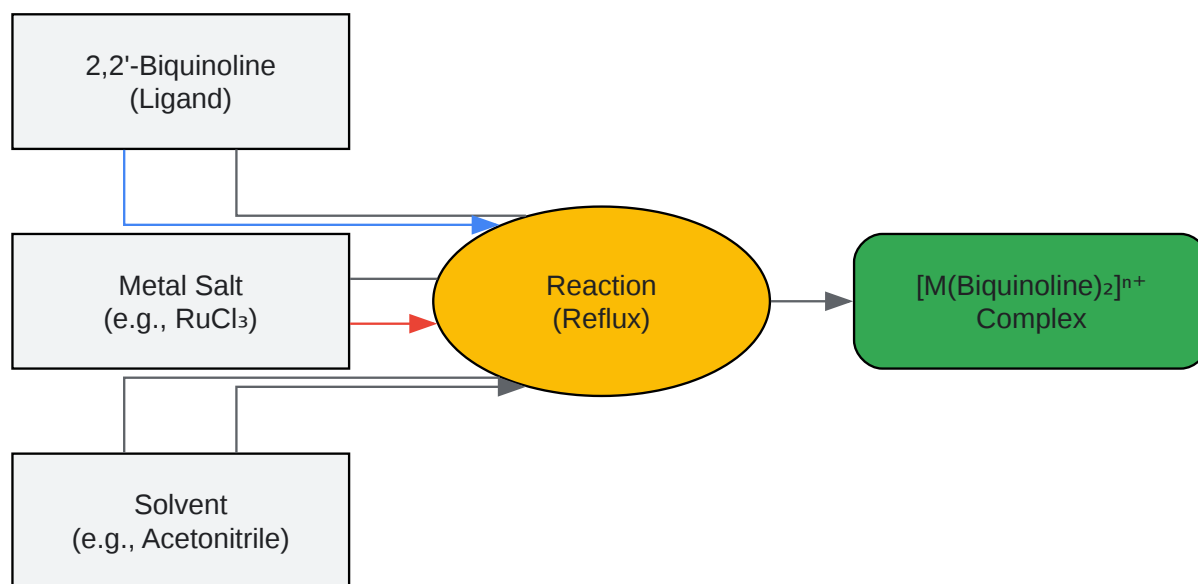 2,2'-Biquinoline
(Ligand)
Metal Salt
(e.g., RuCl₃)
Reaction
(Reflux)
[M(Biquinoline)₂]ⁿ⁺
Complex
Solvent
(e.g., Acetonitrile)